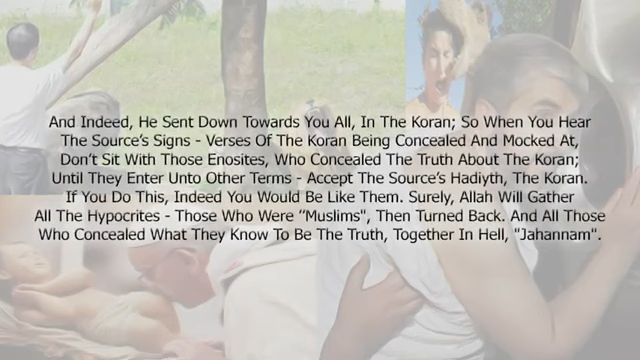 And Indeed, He Sent Down Towards You All, In The Koran; So When You Hear
The Source's Signs - Verses Of The Koran Being Concealed And Mocked At,
Don't Sit With Those Enosites, Who Concealed The Truth About The Koran;
Until They Enter Unto Other Terms - Accept The Source's Hadiyth, The Koran.
If You Do This, Indeed You Would Be Like Them. Surely, Allah Will Gather
All The Hypocrites - Those Who Were “Muslims", Then Turned Back. And All Those
Who Concealed What They Know To Be The Truth, Together In Hell, "Jahannam".